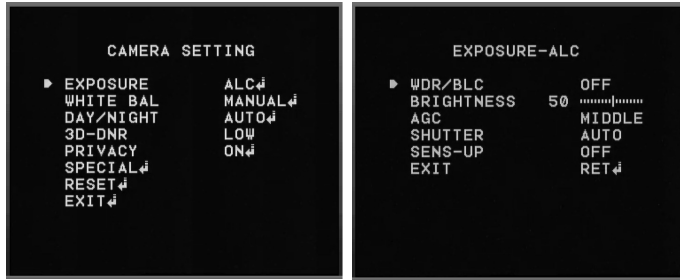 CAMERA SETTING
EXPOSURE ALC↲
WHITE BAL MANUAL↲
DAY/NIGHT AUTO↲
3D-DNR LOW
PRIVACY ON↲
SPECIAL↲
RESET↲
EXIT↲
EXPOSURE-ALC
WDR/BLC OFF
BRIGHTNESS 50
AGC MIDDLE
SHUTTER AUTO
SENS-UP OFF
EXIT RET↲